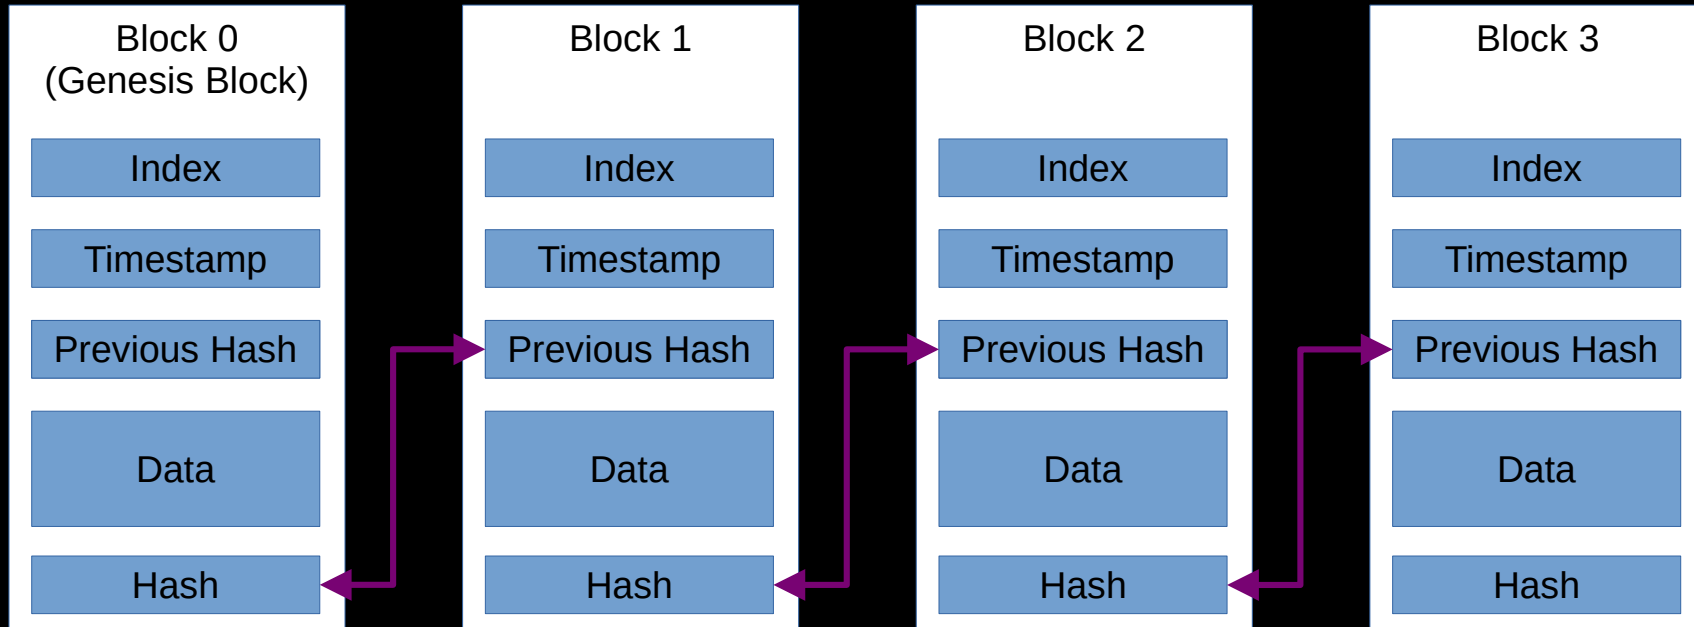 Block 0
(Genesis Block)
Index
Timestamp
Previous Hash
Data
Hash
Block 1
Index
Timestamp
Previous Hash
Data
Hash
Block 2
Index
Timestamp
Previous Hash
Data
Hash
Block 3
Index
Timestamp
Previous Hash
Data
Hash